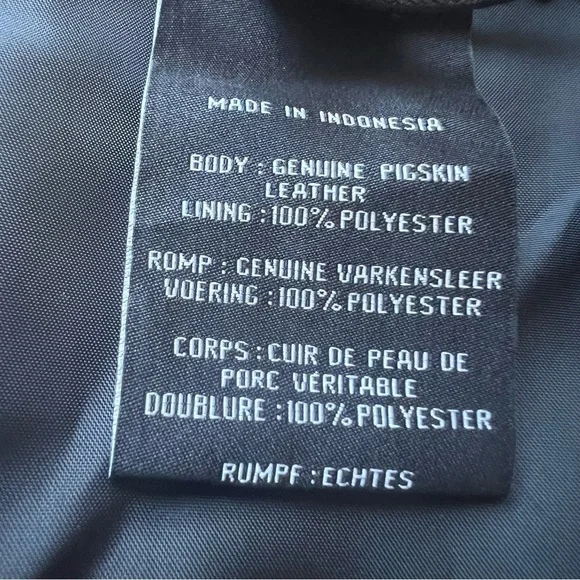 MADE IN INDONESIA
BODY : GENUINE PIGSKIN
LEATHER
LINING :100% POLYESTER
ROMP : GENUINE VARKENSLEER
VOERING :100% POLYESTER
CORPS :CUIR DE PEAU DE
PORC VÉRITABLE
DOUBLURE :100% POLYESTER
RUMPF :ECHTES